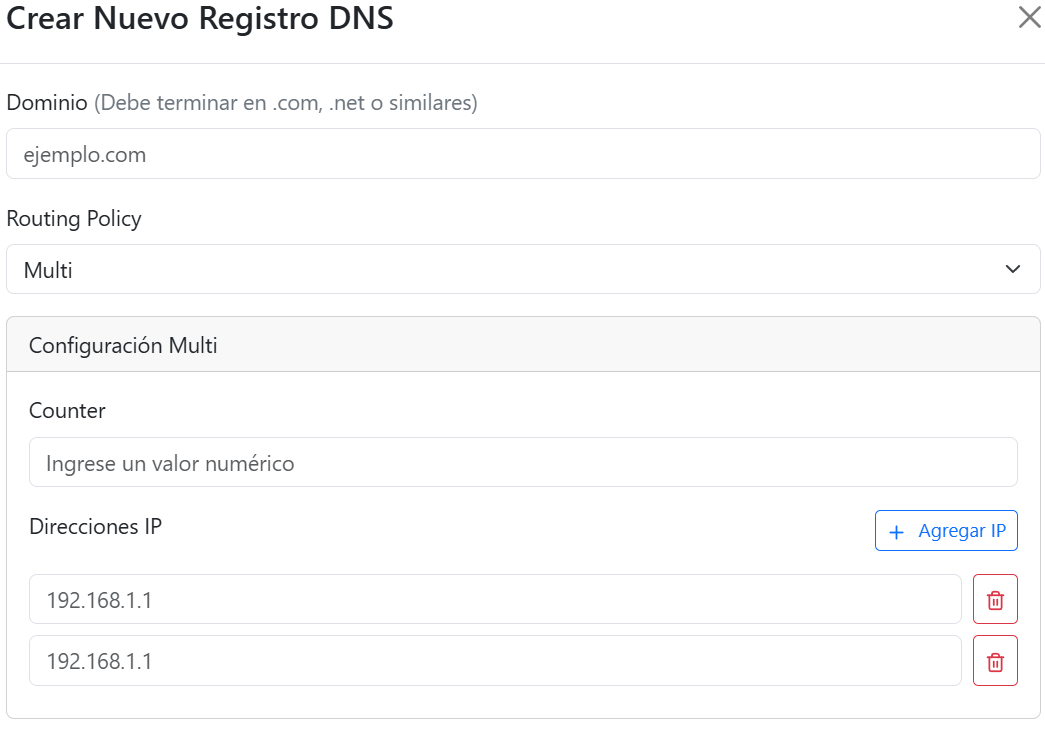 Crear Nuevo Registro DNS
Dominio (Debe terminar en .com, .net o similares)
ejemplo.com
Routing Policy
Multi
Configuración Multi
Counter
Ingrese un valor numérico
Direcciones IP
+ Agregar IP
192.168.1.1
192.168.1.1